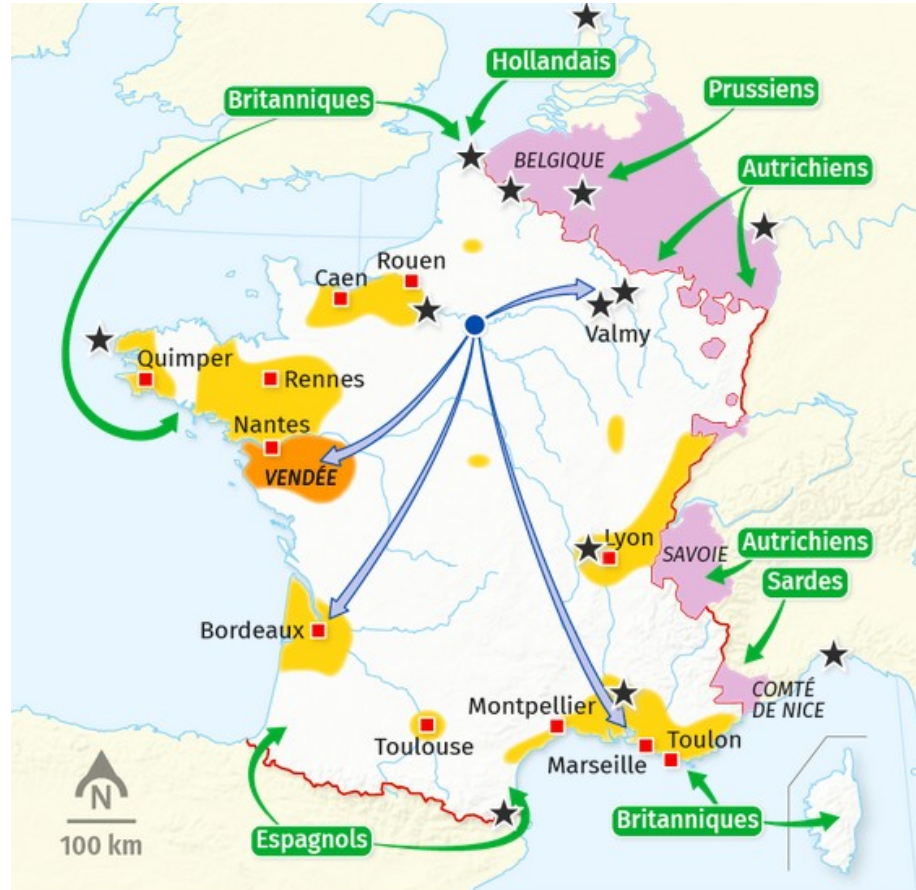 Hollandais
Britanniques
Prussiens
BELGIQUE
Autrichiens
Rouen
Caen
Valmy
Quimper
Rennes
Nantes
VENDÉE
Lyon
SAVOIE
Autrichiens
Sardes
Bordeaux
COMTÉ
DE NICE
Montpellier
Toulouse
Toulon
Marseille
N
100 km
Espagnols
Britanniques